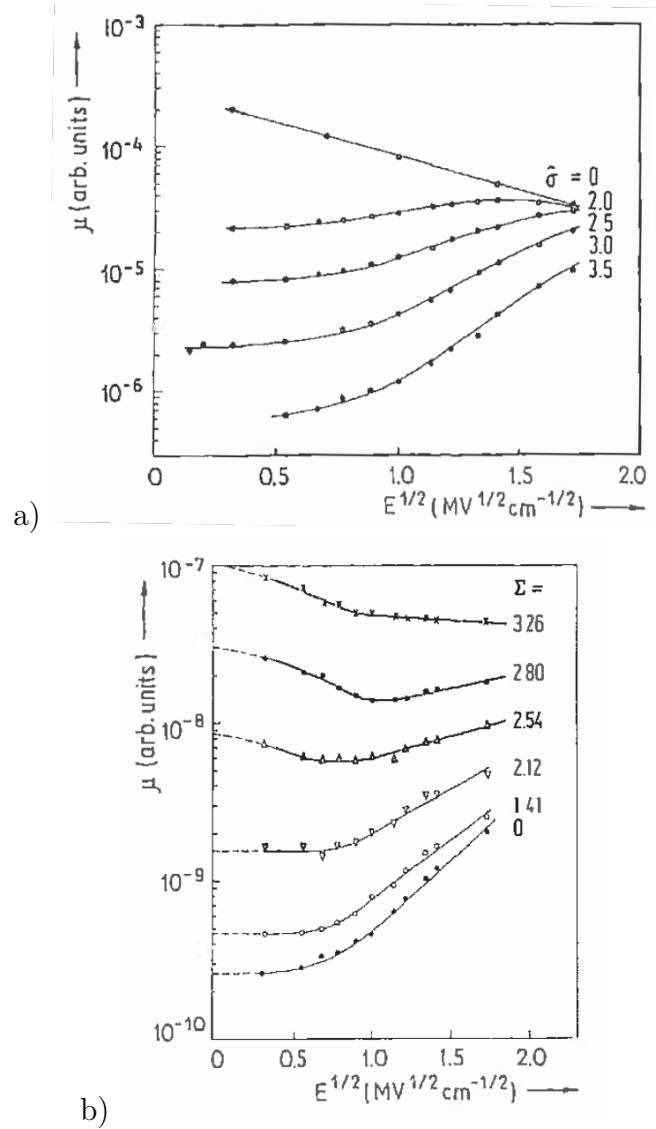 10⁻³
10⁻⁴
10⁻⁵
10⁻⁶
μ (arb. units)
σ̂ = 0
2.0
2.5
3.0
3.5
0 0.5 1.0 1.5 2.0
E^1/2 (MV^1/2 cm^-1/2)
a)
10⁻⁷
10⁻⁸
10⁻⁹
10⁻¹⁰
μ (arb. units)
Σ =
3.26
2.80
2.54
2.12
1.41
0
0 0.5 1.0 1.5 2.0
E^1/2 (MV^1/2 cm^-1/2)
b)